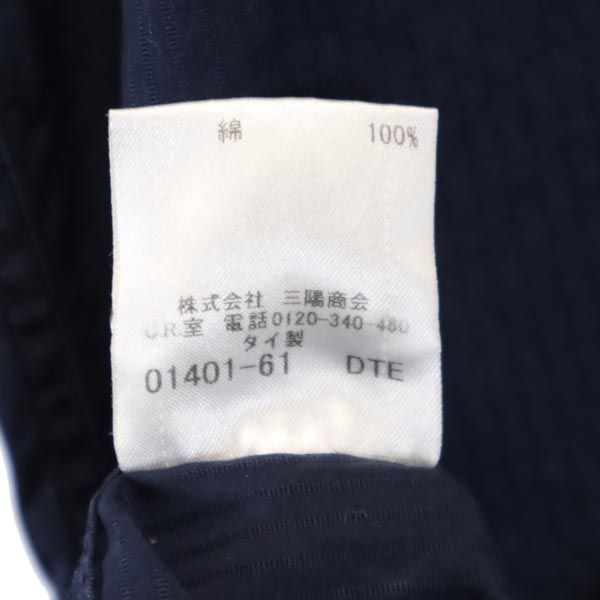 綿 100%
株式会社 三陽商会
C.R.室 電話0120-340-460
タイ製
01401-61 DTE